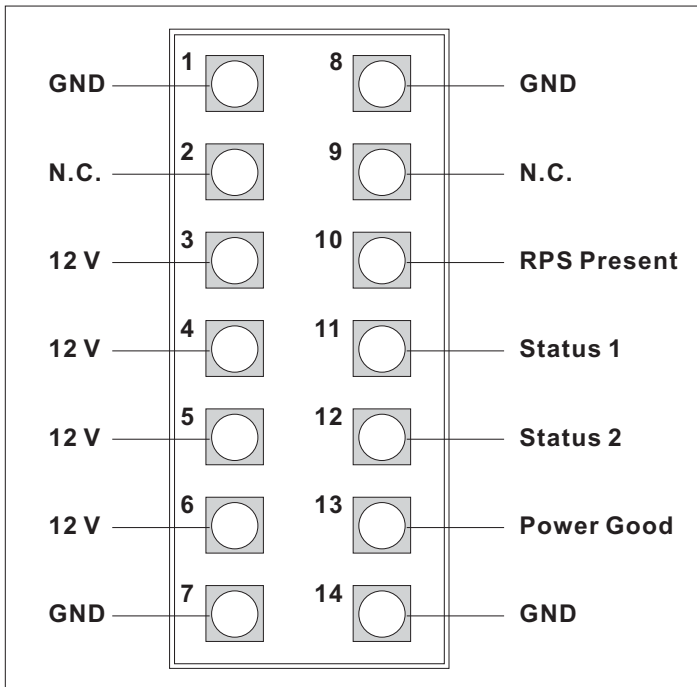 GND 1 8 GND
N.C. 2 9 N.C.
12 V 3 10 RPS Present
12 V 4 11 Status 1
12 V 5 12 Status 2
12 V 6 13 Power Good
GND 7 14 GND